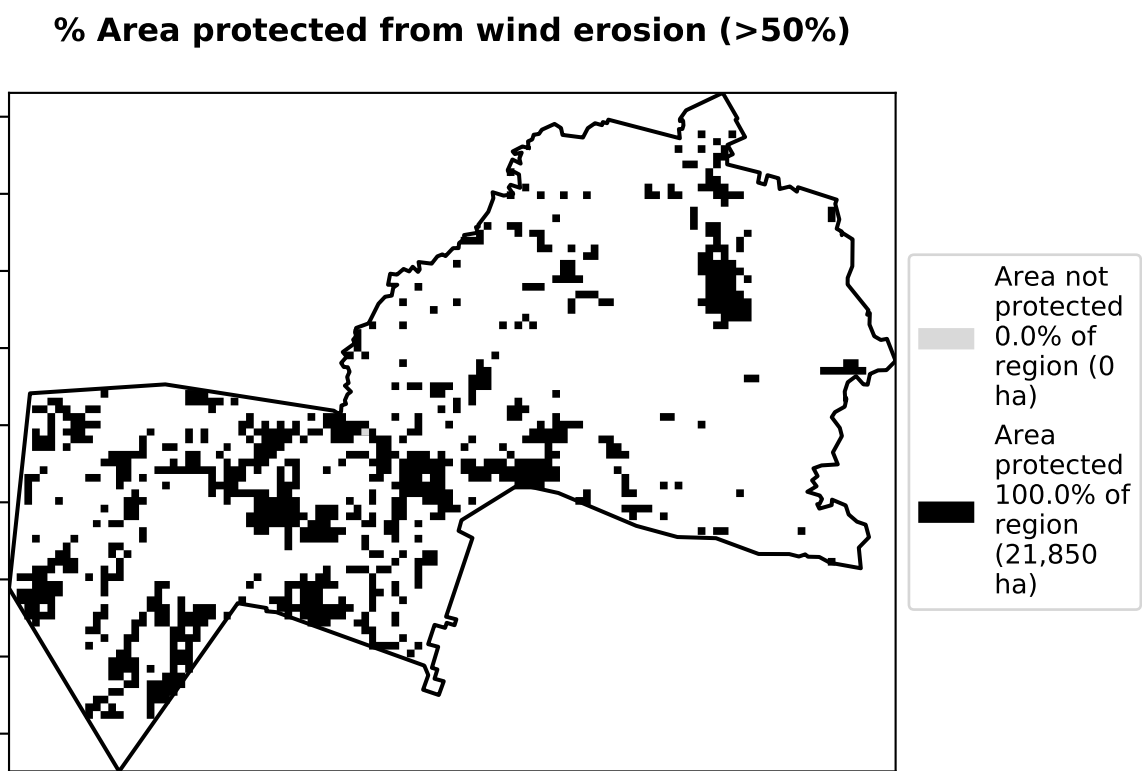 % Area protected from wind erosion (>50%)
Area not
protected
0.0% of
region (0
ha)
Area
protected
100.0% of
region
(21,850
ha)